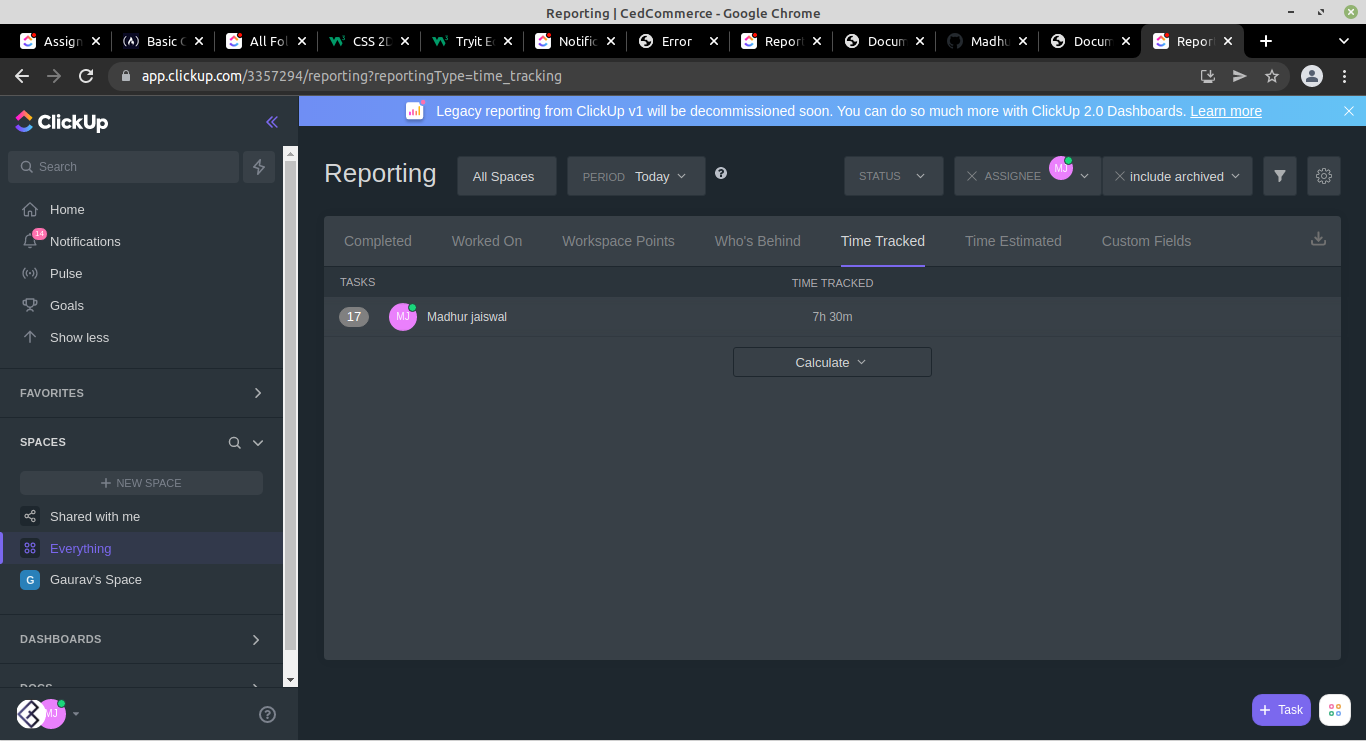 Reporting | CedCommerce - Google Chrome
Assign
Basic C
All Fol
CSS 2D
Tryit Ed
Notific
Error
Report
Docum
Madhu
Docum
Report
app.clickup.com/3357294/reporting?reportingType=time_tracking
ClickUp
Legacy reporting from ClickUp v1 will be decommissioned soon. You can do so much more with ClickUp 2.0 Dashboards. Learn more
Search
Home
14
Notifications
Pulse
Goals
Show less
FAVORITES
SPACES
NEW SPACE
Shared with me
Everything
G Gaurav's Space
DASHBOARDS
DOCS
MJ
?
Reporting
All Spaces
PERIOD Today
?
STATUS
ASSIGNEE MJ
include archived
Completed Worked On Workspace Points Who's Behind Time Tracked Time Estimated Custom Fields
TASKS TIME TRACKED
17 MJ Madhur jaiswal 7h 30m
Calculate
+ Task